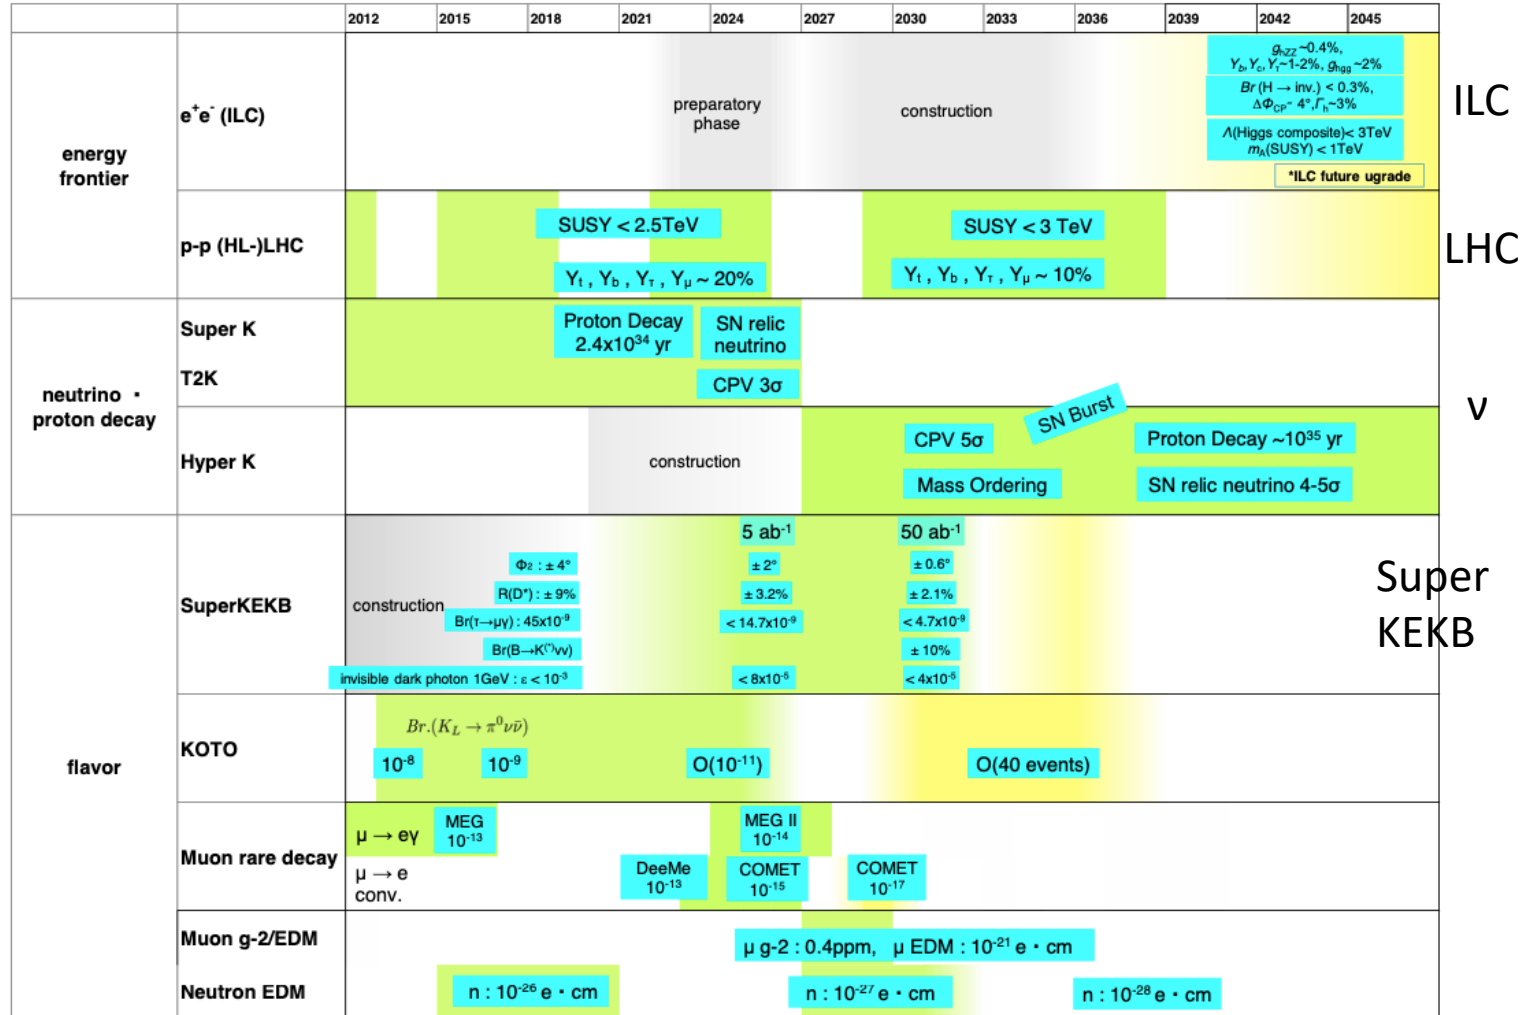 2012 2015 2018 2021 2024 2027 2030 2033 2036 2039 2042 2045
energy
frontier
e⁺e⁻ (ILC)
preparatory
phase
construction
g_hZZ ~0.4%,
Y_b, Y_c, Y_τ~1-2%, g_hgg ~2%
Br (H → inv.) < 0.3%,
ΔΦ_CP~ 4°, Γ_h~3%
Λ(Higgs composite)< 3TeV
m_A(SUSY) < 1TeV
*ILC future ugrade
ILC
p-p (HL-)LHC
SUSY < 2.5TeV
Y_t , Y_b , Y_τ , Y_μ ~ 20%
SUSY < 3 TeV
Y_t , Y_b , Y_τ , Y_μ ~ 10%
LHC
neutrino・
proton decay
Super K
T2K
Proton Decay
2.4x10³⁴ yr
SN relic
neutrino
CPV 3σ
ν
Hyper K
construction
CPV 5σ
SN Burst
Proton Decay ~10³⁵ yr
Mass Ordering
SN relic neutrino 4-5σ
flavor
SuperKEKB
construction
5 ab⁻¹
50 ab⁻¹
Φ₂ : ± 4°
± 2°
± 0.6°
R(D*) : ± 9%
± 3.2%
± 2.1%
Br(τ→μγ) : 45x10⁻⁹
< 14.7x10⁻⁹
< 4.7x10⁻⁹
Br(B→K⁽*⁾νν)
± 10%
invisible dark photon 1GeV : ε < 10⁻³
< 8x10⁻⁵
< 4x10⁻⁵
Super
KEKB
KOTO
Br.(K_L → π⁰νν̄)
10⁻⁸
10⁻⁹
O(10⁻¹¹)
O(40 events)
Muon rare decay
μ → eγ
MEG
10⁻¹³
MEG II
10⁻¹⁴
μ → e
conv.
DeeMe
10⁻¹³
COMET
10⁻¹⁵
COMET
10⁻¹⁷
Muon g-2/EDM
μ g-2 : 0.4ppm, μ EDM : 10⁻²¹ e・cm
Neutron EDM
n : 10⁻²⁶ e・cm
n : 10⁻²⁷ e・cm
n : 10⁻²⁸ e・cm